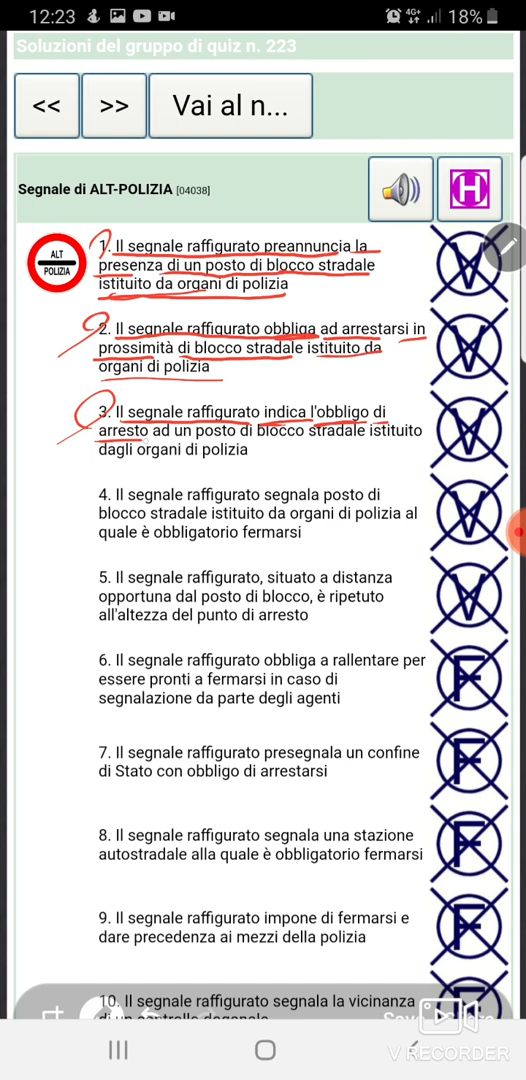 12:23
4G+
18%
Soluzioni del gruppo di quiz n. 223
<<
>>
Vai al n...
Segnale di ALT-POLIZIA [04038]
H
ALT
POLIZIA
1. Il segnale raffigurato preannuncia la
presenza di un posto di blocco stradale
istituito da organi di polizia
V
2. Il segnale raffigurato obbliga ad arrestarsi in
prossimità di blocco stradale istituito da
organi di polizia
V
3. Il segnale raffigurato indica l'obbligo di
arresto ad un posto di blocco stradale istituito
dagli organi di polizia
V
4. Il segnale raffigurato segnala posto di
blocco stradale istituito da organi di polizia al
quale è obbligatorio fermarsi
V
5. Il segnale raffigurato, situato a distanza
opportuna dal posto di blocco, è ripetuto
all'altezza del punto di arresto
V
6. Il segnale raffigurato obbliga a rallentare per
essere pronti a fermarsi in caso di
segnalazione da parte degli agenti
F
7. Il segnale raffigurato presegnala un confine
di Stato con obbligo di arrestarsi
F
8. Il segnale raffigurato segnala una stazione
autostradale alla quale è obbligatorio fermarsi
F
9. Il segnale raffigurato impone di fermarsi e
dare precedenza ai mezzi della polizia
F
10. Il segnale raffigurato segnala la vicinanza
di un controllo doganale
V RECORDER